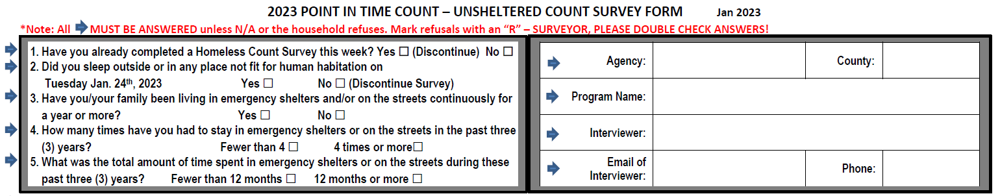 2023 POINT IN TIME COUNT – UNSHELTERED COUNT SURVEY FORM Jan 2023
*Note: All MUST BE ANSWERED unless N/A or the household refuses. Mark refusals with an “R” – SURVEYOR, PLEASE DOUBLE CHECK ANSWERS!
1. Have you already completed a Homeless Count Survey this week? Yes ☐ (Discontinue) No ☐
2. Did you sleep outside or in any place not fit for human habitation on
Tuesday Jan. 24th, 2023 Yes ☐ No ☐ (Discontinue Survey)
3. Have you/your family been living in emergency shelters and/or on the streets continuously for
a year or more? Yes ☐ No ☐
4. How many times have you had to stay in emergency shelters or on the streets in the past three
(3) years? Fewer than 4 ☐ 4 times or more☐
5. What was the total amount of time spent in emergency shelters or on the streets during these
past three (3) years? Fewer than 12 months ☐ 12 months or more ☐
Agency: County:
Program Name:
Interviewer:
Email of
Interviewer: Phone: